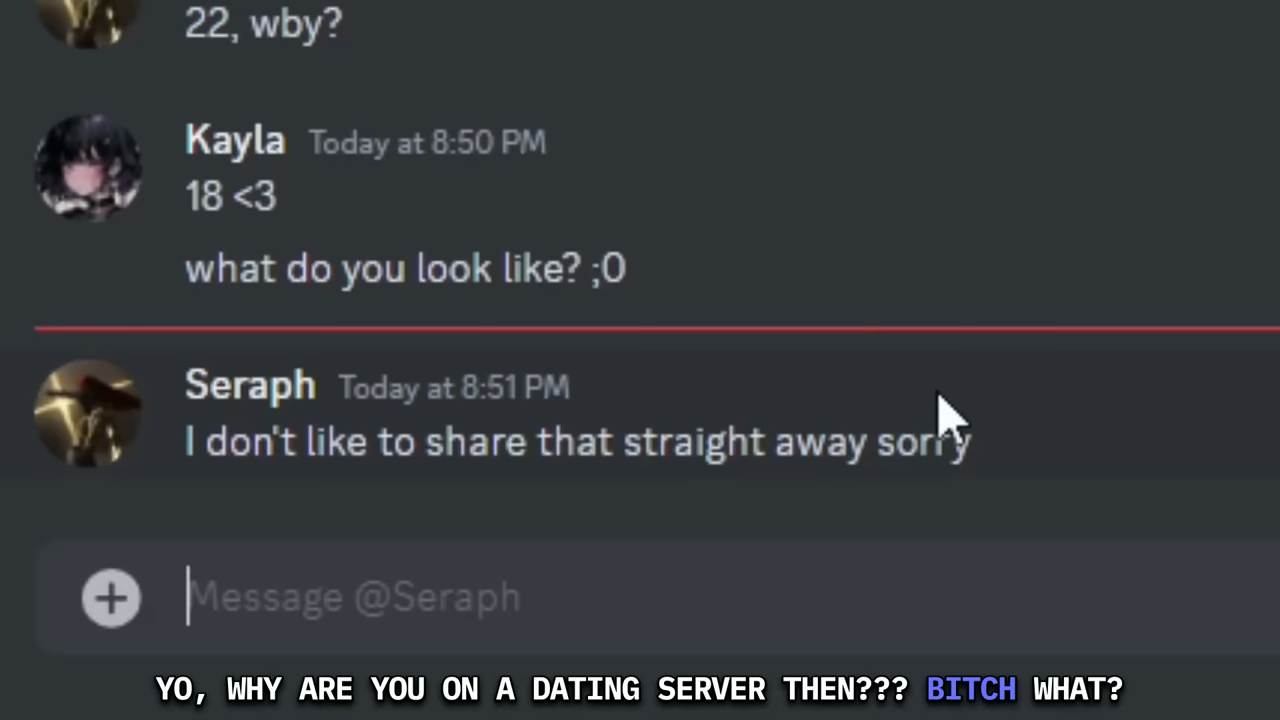 22, wby?
Kayla Today at 8:50 PM
18 <3
what do you look like? ;0
Seraph Today at 8:51 PM
I don't like to share that straight away sorry
Message @Seraph
YO, WHY ARE YOU ON A DATING SERVER THEN??? BITCH WHAT?